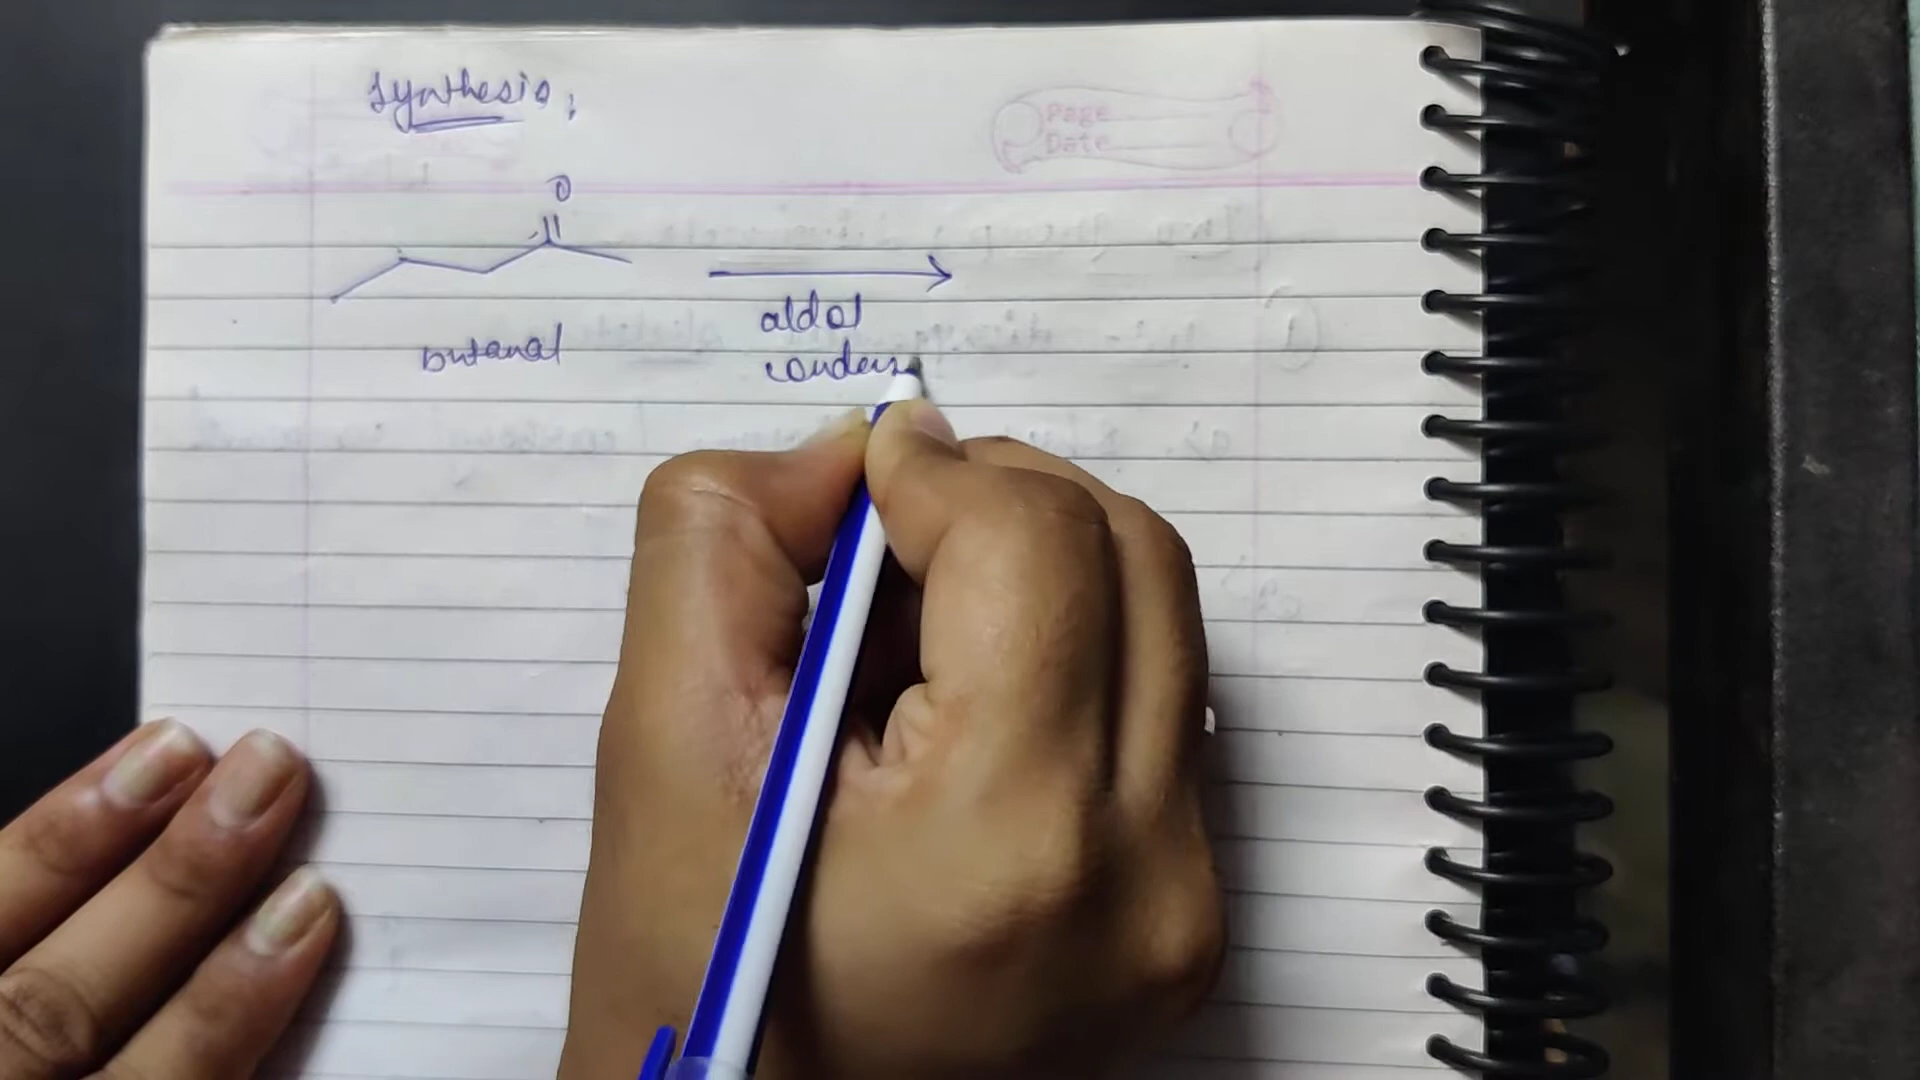 Synthesis;
Page
Date
O
butanal
aldol
condens